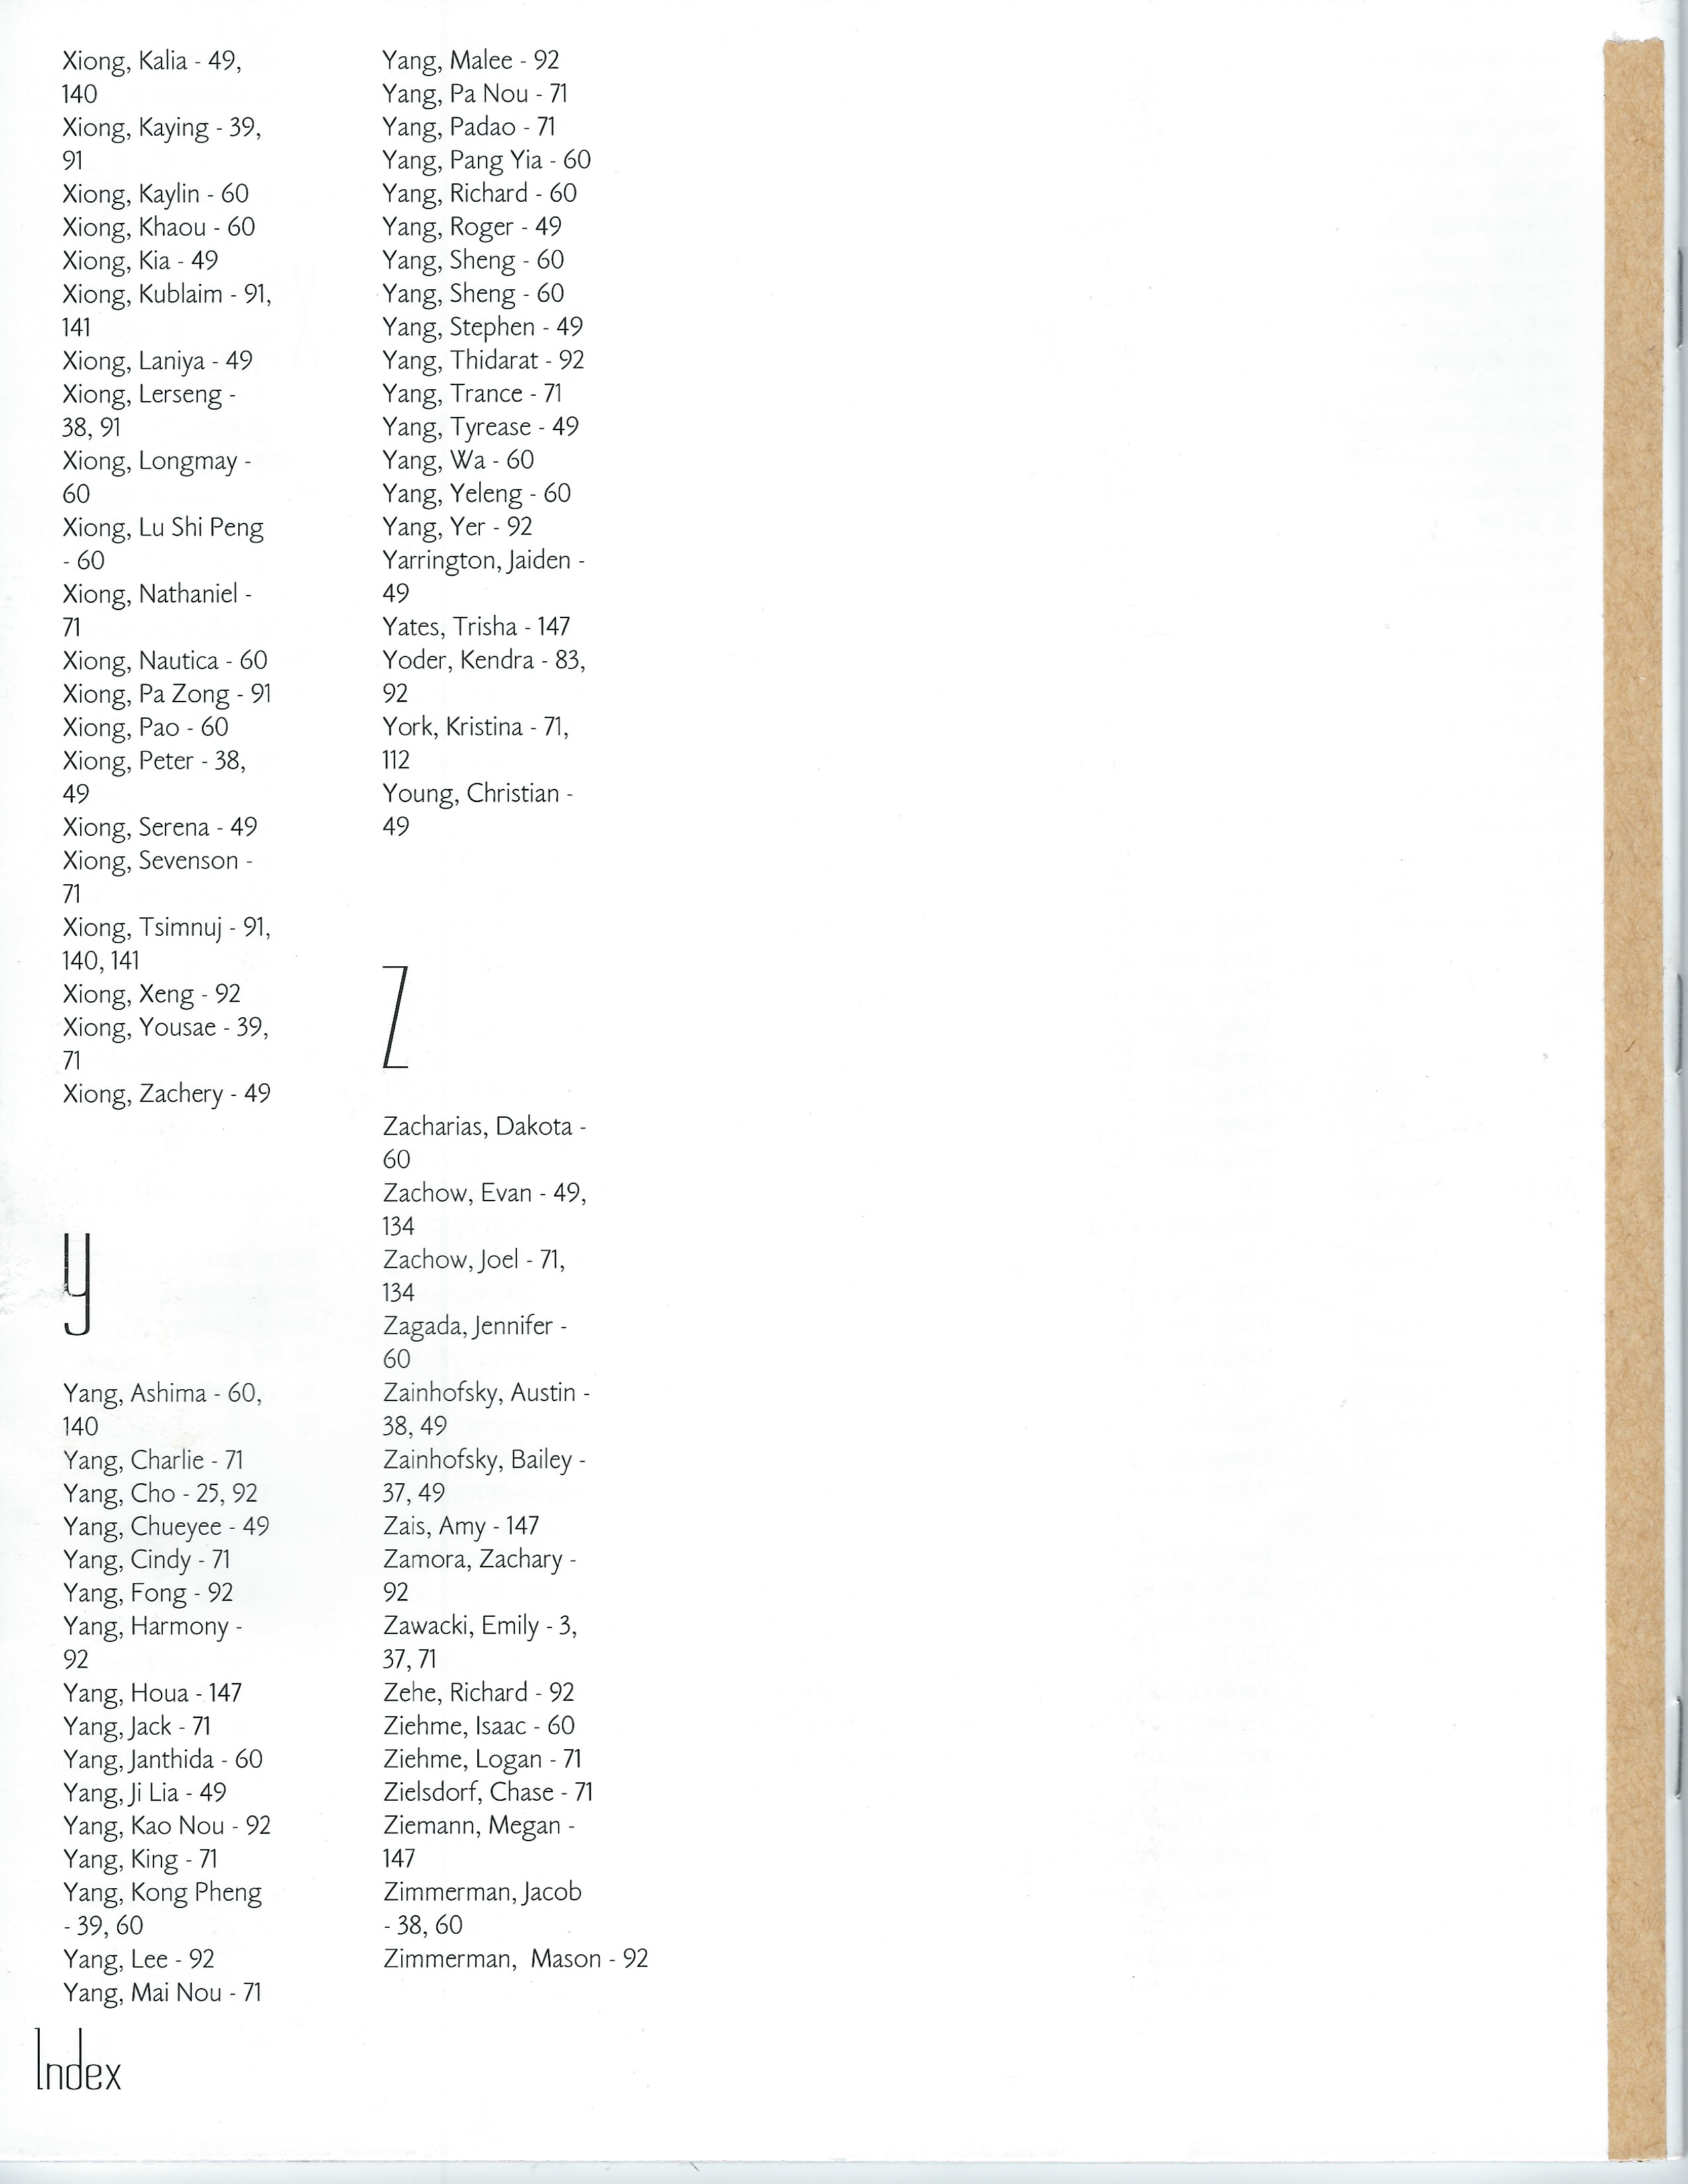 Xiong, Kalia - 49,
140
Xiong, Kaying - 39,
91
Xiong, Kaylin - 60
Xiong, Khaou - 60
Xiong, Kia - 49
Xiong, Kublaim - 91,
141
Xiong, Laniya - 49
Xiong, Lerseng -
38, 91
Xiong, Longmay -
60
Xiong, Lu Shi Peng
- 60
Xiong, Nathaniel -
71
Xiong, Nautica - 60
Xiong, Pa Zong - 91
Xiong, Pao - 60
Xiong, Peter - 38,
49
Xiong, Serena - 49
Xiong, Sevenson -
71
Xiong, Tsimnuj - 91,
140, 141
Xiong, Xeng - 92
Xiong, Yousae - 39,
71
Xiong, Zachery - 49
y
Yang, Ashima - 60,
140
Yang, Charlie - 71
Yang, Cho - 25, 92
Yang, Chueyee - 49
Yang, Cindy - 71
Yang, Fong - 92
Yang, Harmony -
92
Yang, Houa - 147
Yang, Jack - 71
Yang, Janthida - 60
Yang, Ji Lia - 49
Yang, Kao Nou - 92
Yang, King - 71
Yang, Kong Pheng
- 39, 60
Yang, Lee - 92
Yang, Mai Nou - 71
Yang, Malee - 92
Yang, Pa Nou - 71
Yang, Padao - 71
Yang, Pang Yia - 60
Yang, Richard - 60
Yang, Roger - 49
Yang, Sheng - 60
Yang, Sheng - 60
Yang, Stephen - 49
Yang, Thidarat - 92
Yang, Trance - 71
Yang, Tyrease - 49
Yang, Wa - 60
Yang, Yeleng - 60
Yang, Yer - 92
Yarrington, Jaiden -
49
Yates, Trisha - 147
Yoder, Kendra - 83,
92
York, Kristina - 71,
112
Young, Christian -
49
Z
Zacharias, Dakota -
60
Zachow, Evan - 49,
134
Zachow, Joel - 71,
134
Zagada, Jennifer -
60
Zainhofsky, Austin -
38, 49
Zainhofsky, Bailey -
37, 49
Zais, Amy - 147
Zamora, Zachary -
92
Zawacki, Emily - 3,
37, 71
Zehe, Richard - 92
Ziehme, Isaac - 60
Ziehme, Logan - 71
Zielsdorf, Chase - 71
Ziemann, Megan -
147
Zimmerman, Jacob
- 38, 60
Zimmerman,  Mason - 92
Index